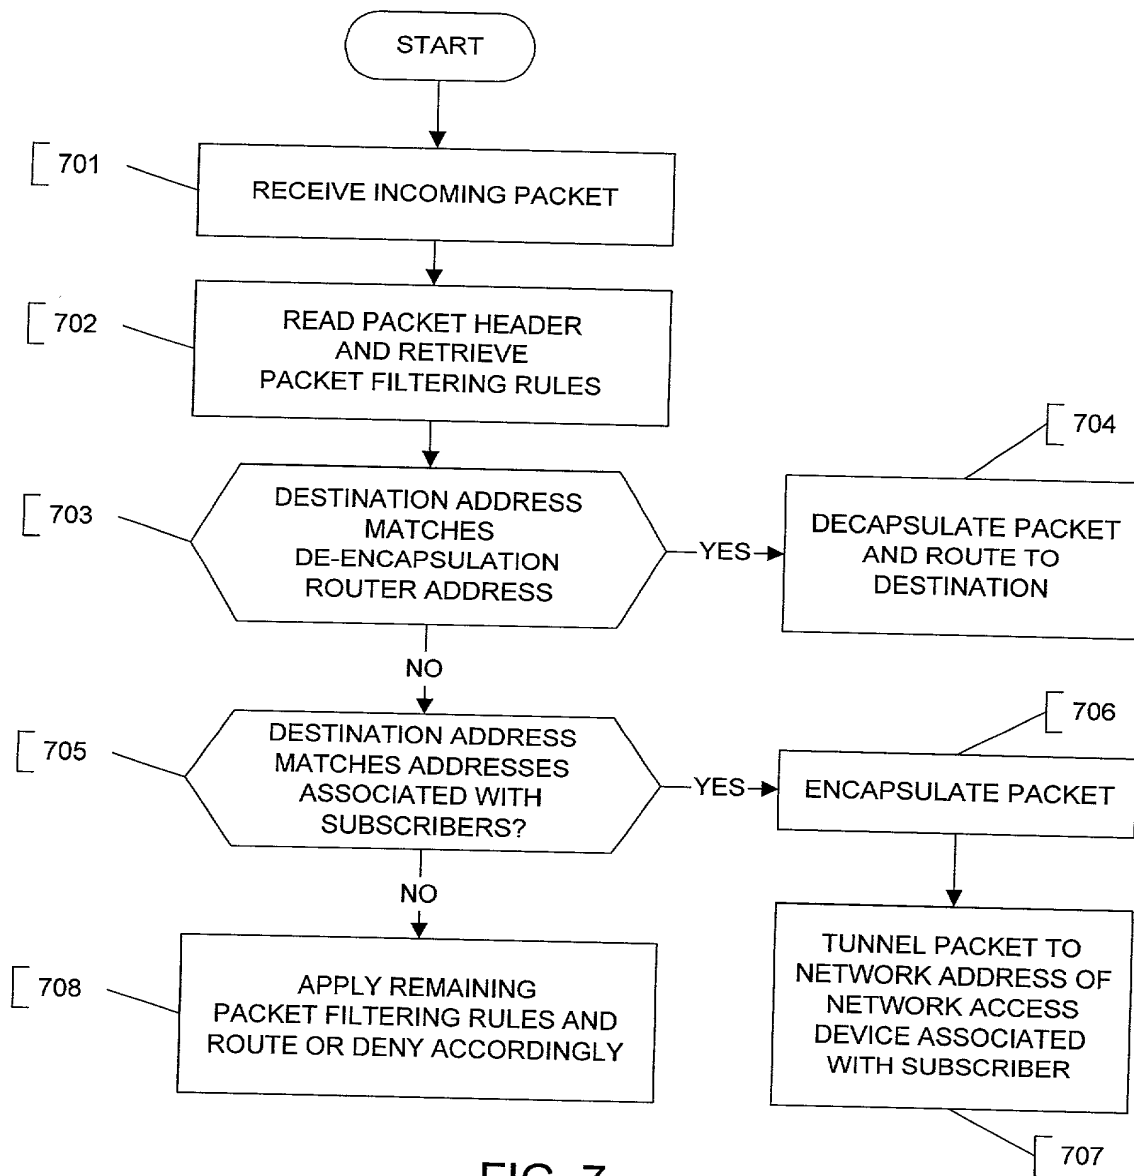 START
701
RECEIVE INCOMING PACKET
702
READ PACKET HEADER
AND RETRIEVE
PACKET FILTERING RULES
703
DESTINATION ADDRESS
MATCHES
DE-ENCAPSULATION
ROUTER ADDRESS
YES
704
DECAPSULATE PACKET
AND ROUTE TO
DESTINATION
NO
705
DESTINATION ADDRESS
MATCHES ADDRESSES
ASSOCIATED WITH
SUBSCRIBERS?
YES
706
ENCAPSULATE PACKET
NO
708
APPLY REMAINING
PACKET FILTERING RULES AND
ROUTE OR DENY ACCORDINGLY
TUNNEL PACKET TO
NETWORK ADDRESS OF
NETWORK ACCESS
DEVICE ASSOCIATED
WITH SUBSCRIBER
707
FIG. 7